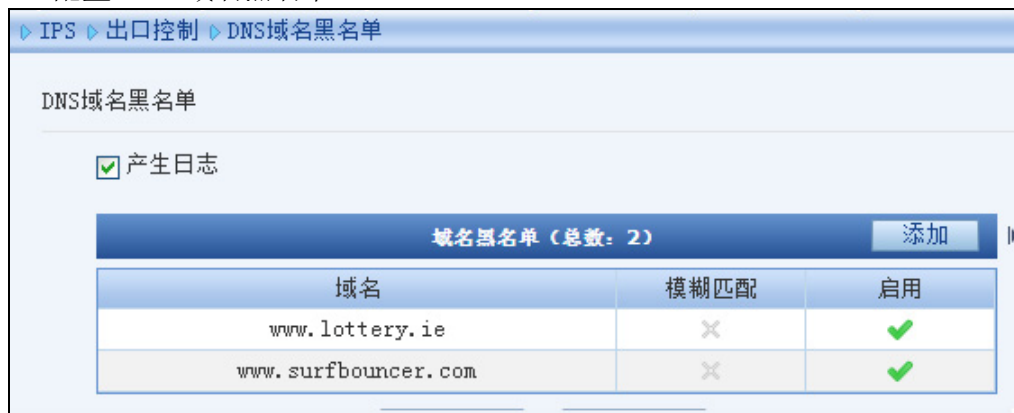 IPS 出口控制 DNS域名黑名单
DNS域名黑名单
产生日志
域名黑名单(总数: 2) 添加
域名 模糊匹配 启用
www.lottery.ie
www.surfbouncer.com